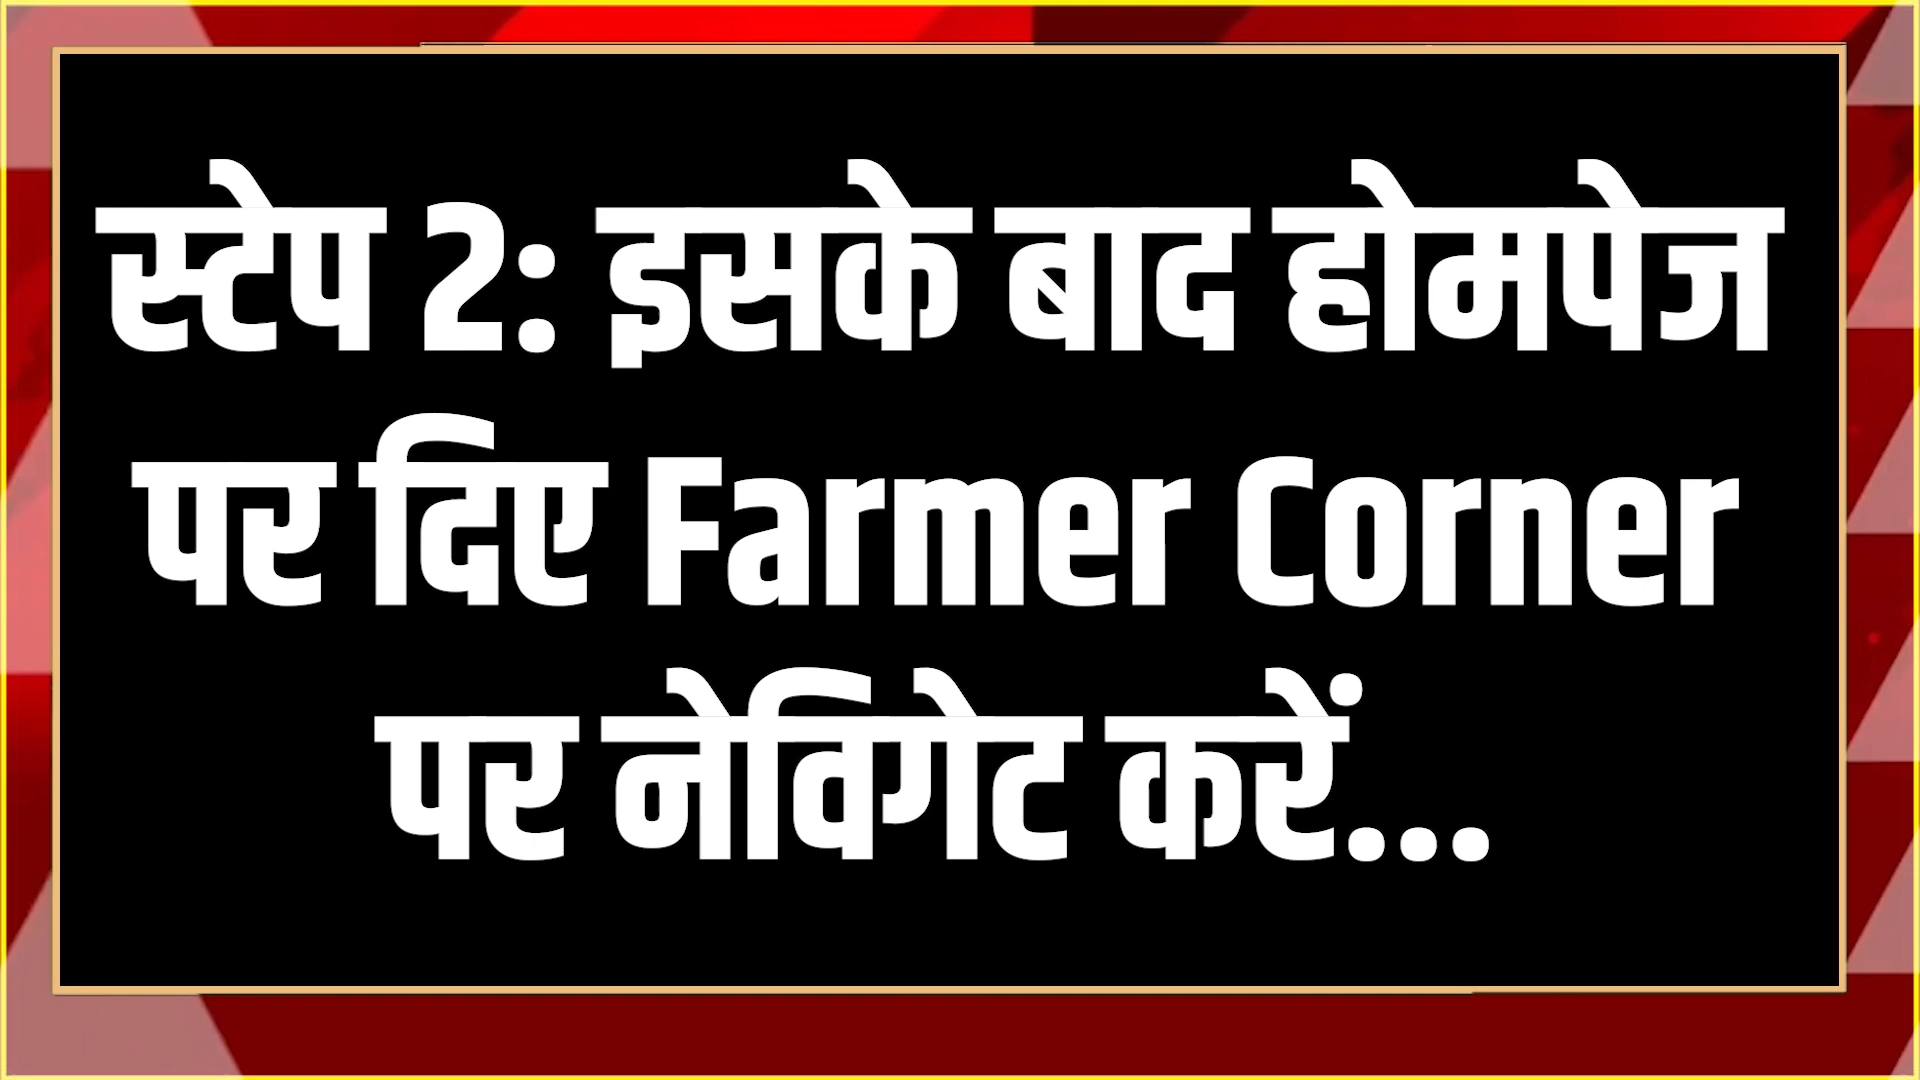 स्टेप 2: इसके बाद होमपेज
पर दिए Farmer Corner
पर नेविगेट करें...